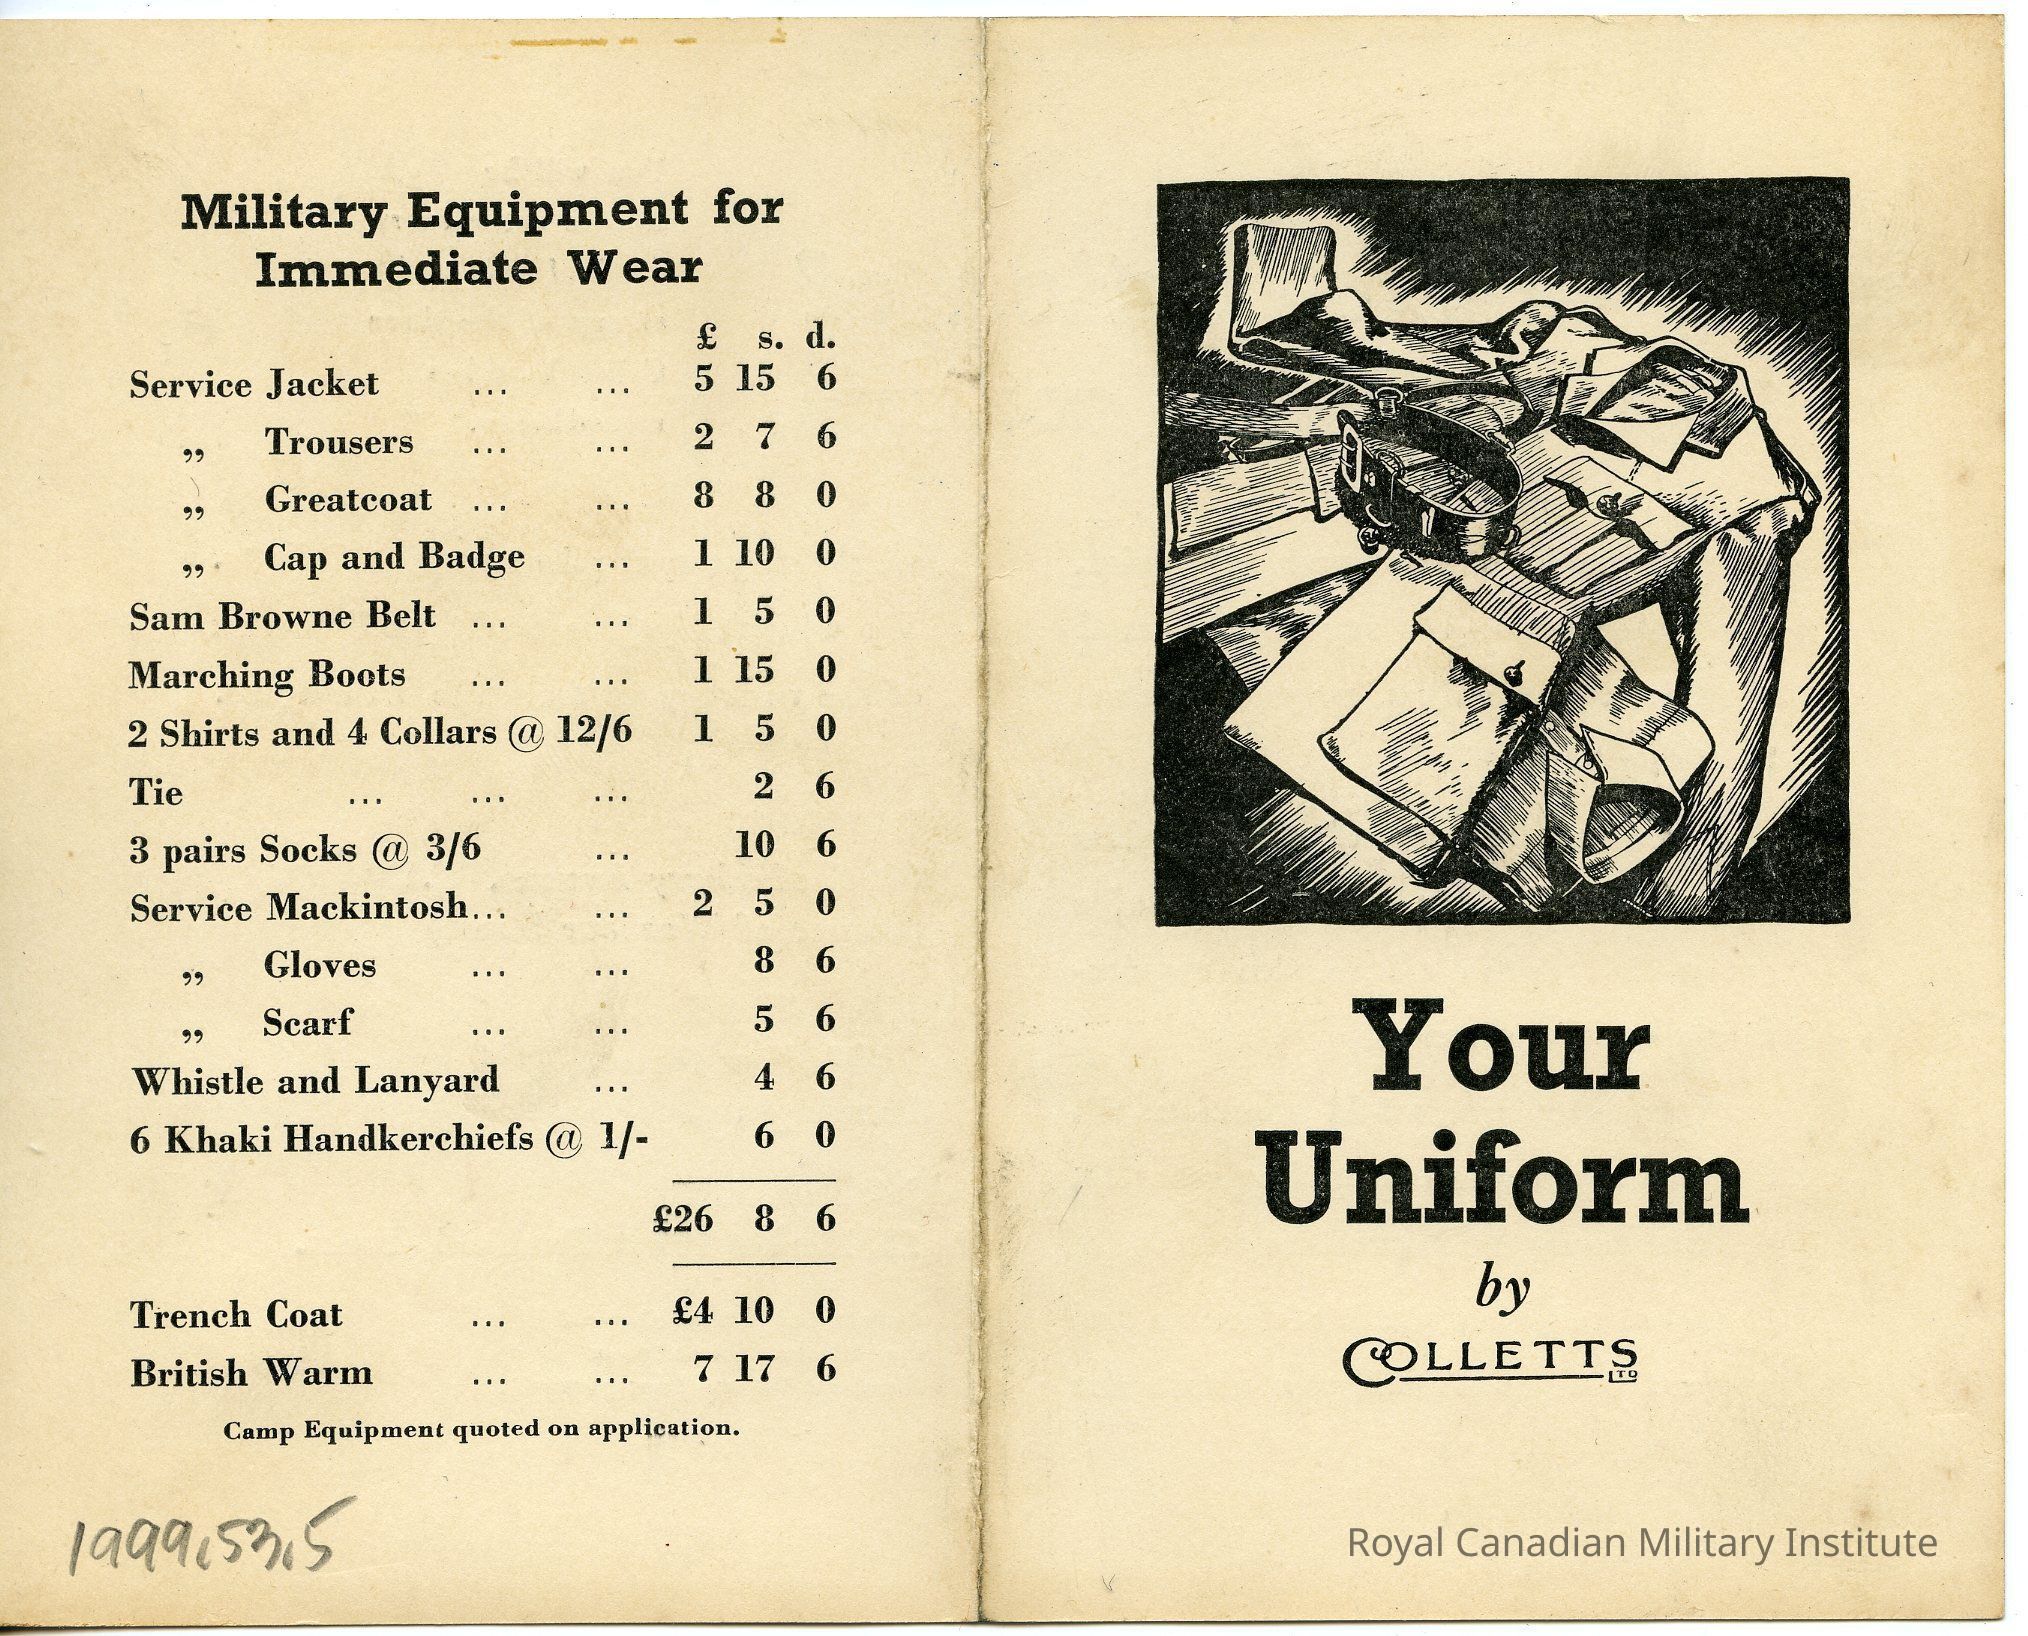 Military Equipment for
Immediate Wear
£ s. d.
Service Jacket ... ... 5 15 6
„ Trousers ... ... 2 7 6
„ Greatcoat ... ... 8 8 0
„ Cap and Badge ... 1 10 0
Sam Browne Belt ... ... 1 5 0
Marching Boots ... ... 1 15 0
2 Shirts and 4 Collars @ 12/6 1 5 0
Tie ... ... ... 2 6
3 pairs Socks @ 3/6 ... 10 6
Service Mackintosh... ... 2 5 0
„ Gloves ... ... 8 6
„ Scarf ... ... 5 6
Whistle and Lanyard ... 4 6
6 Khaki Handkerchiefs @ 1/- 6 0
£26 8 6
Trench Coat ... ... £4 10 0
British Warm ... ... 7 17 6
Camp Equipment quoted on application.
1999.53.5
Your
Uniform
by
COLLETTS LTD
Royal Canadian Military Institute